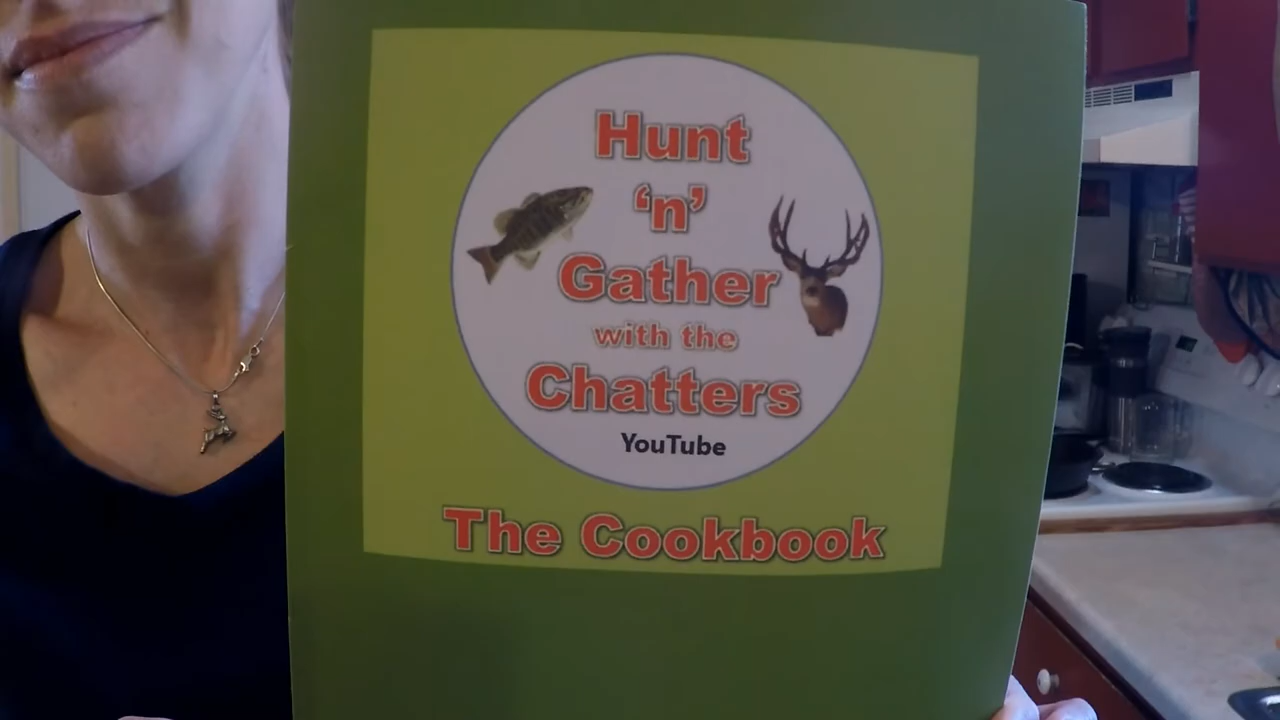 Hunt
‘n’
Gather
with the
Chatters
YouTube
The Cookbook